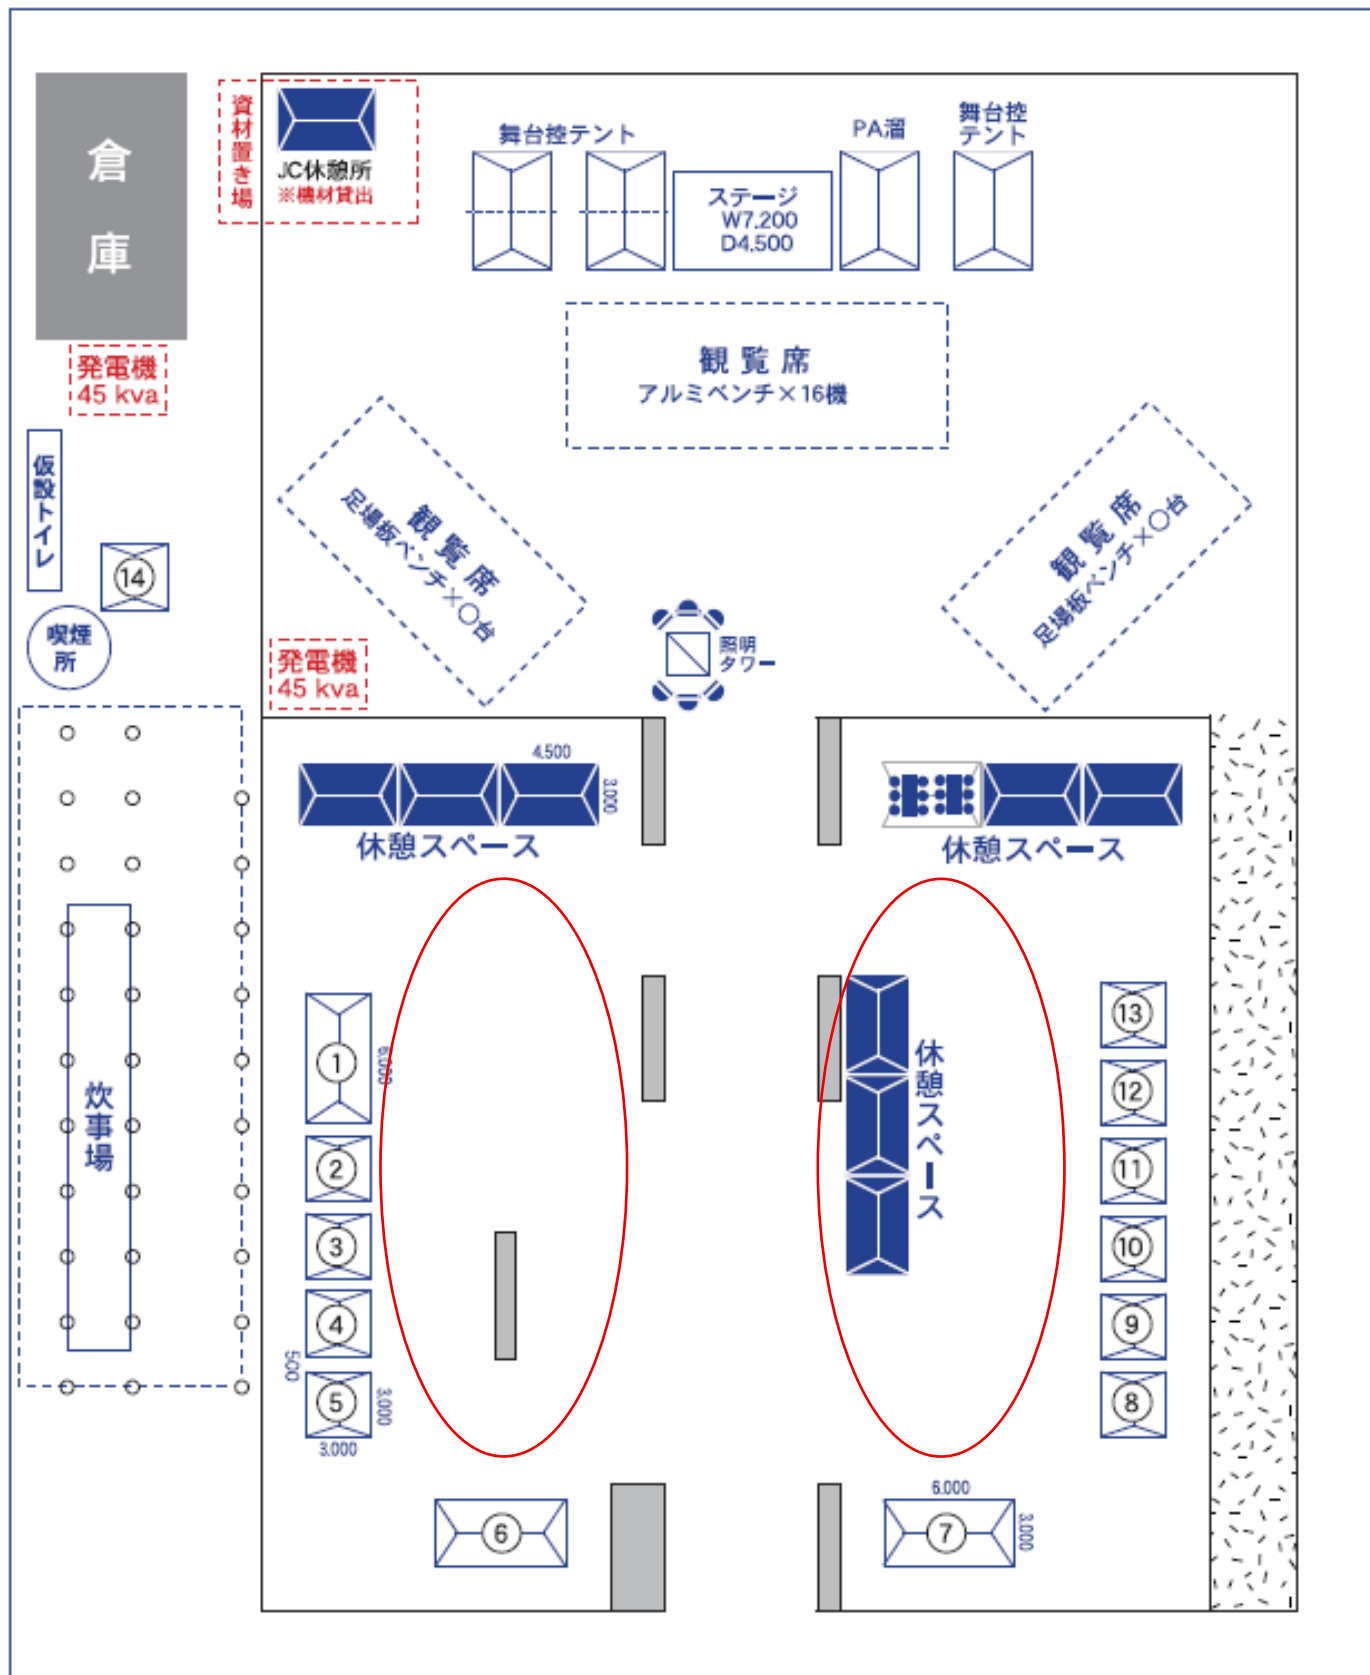 倉庫
資材置き場
JC休憩所
※機材貸出
舞台控テント
ステージ
W7.200
D4.500
PA溜
舞台控
テント
発電機
45 kva
観覧席
アルミベンチ×16機
仮設トイレ
14
喫煙
所
観覧席
足場板ベンチ×○台
観覧席
足場板ベンチ×○台
照明
タワー
発電機
45 kva
4.500
3.000
休憩スペース
休憩スペース
炊事場
1
6.000
2
3
4
500
5
3.000
3.000
休憩スペース
13
12
11
10
9
8
6
6.000
7
3.000